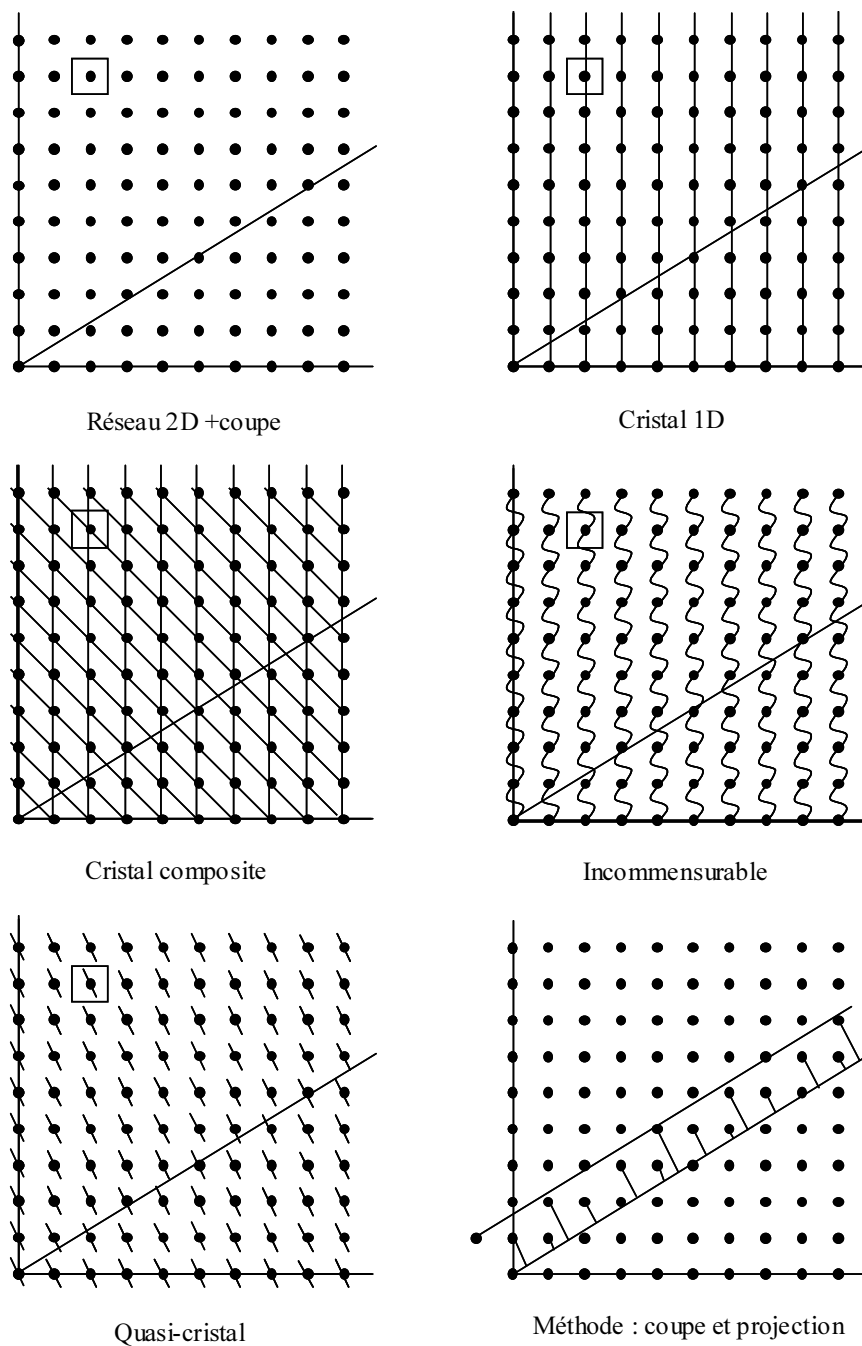 Réseau 2D +coupe
Cristal 1D
Cristal composite
Incommensurable
Quasi-cristal
Méthode : coupe et projection